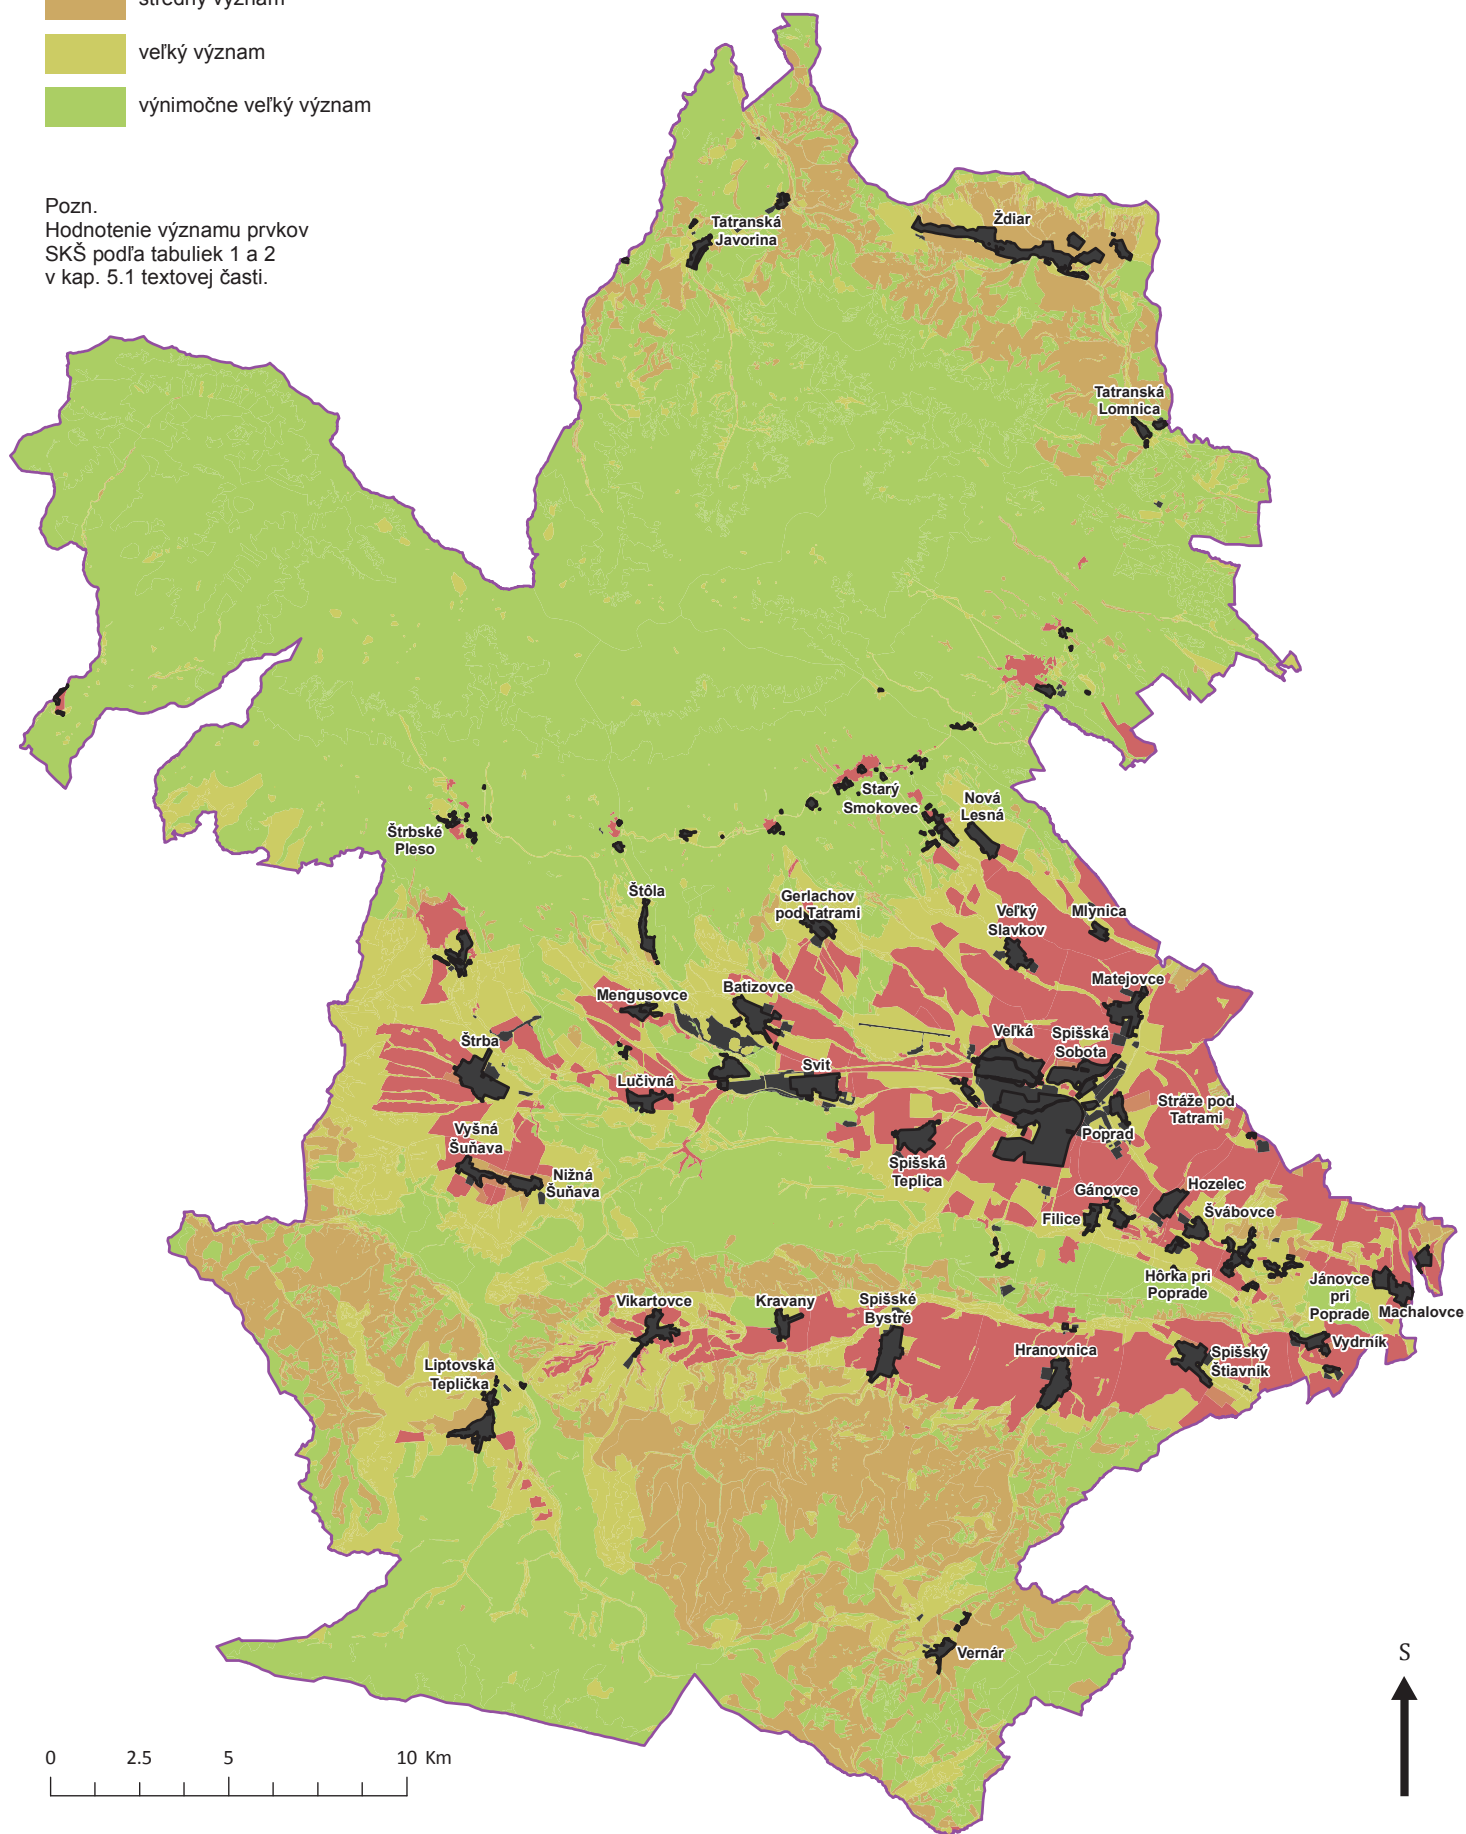 stredný význam
veľký význam
výnimočne veľký význam
Pozn.
Hodnotenie významu prvkov
SKŠ podľa tabuliek 1 a 2
v kap. 5.1 textovej časti.
Tatranská
Javorina
Ždiar
Tatranská
Lomnica
Starý
Smokovec
Nová
Lesná
Štrbské
Pleso
Štôla
Gerlachov
pod Tatrami
Veľký
Slavkov
Mlynica
Matejovce
Mengusovce
Batizovce
Štrba
Veľká
Spišská
Sobota
Lučivná
Svit
Stráže pod
Tatrami
Vyšná
Šuňava
Poprad
Spišská
Teplica
Nižná
Šuňava
Gánovce
Hozelec
Filice
Švábovce
Hôrka pri
Poprade
Jánovce
pri
Poprade
Machalovce
Vikartovce
Kravany
Spišské
Bystré
Hranovnica
Spišský
Štiavnik
Vydrník
Liptovská
Teplička
Vernár
S
0 2.5 5 10 Km